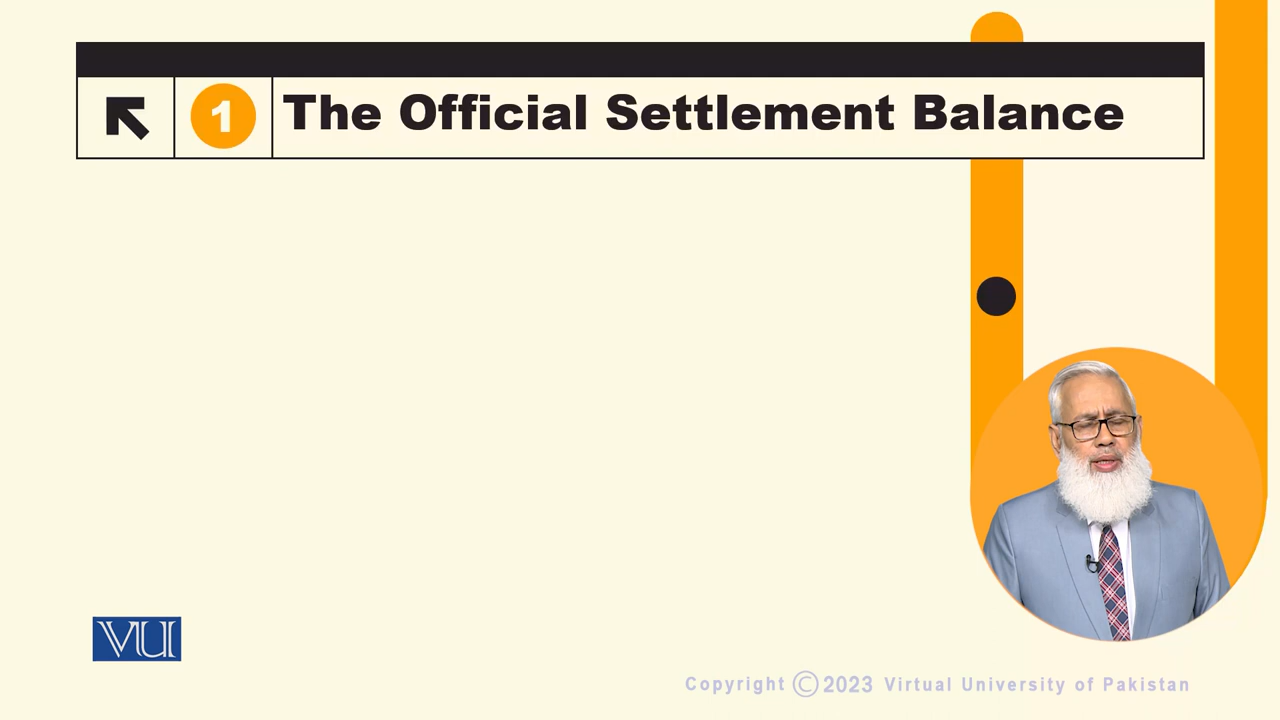 1 The Official Settlement Balance
VU
Copyright ©2023 Virtual University of Pakistan